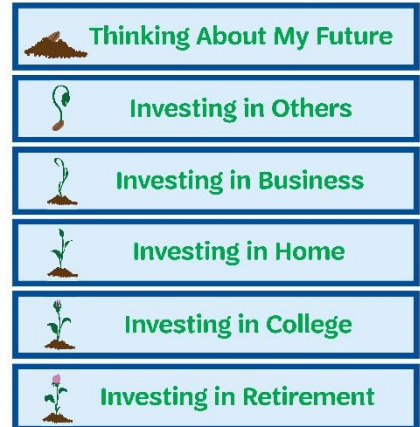 Thinking About My Future
Investing in Others
Investing in Business
Investing in Home
Investing in College
Investing in Retirement